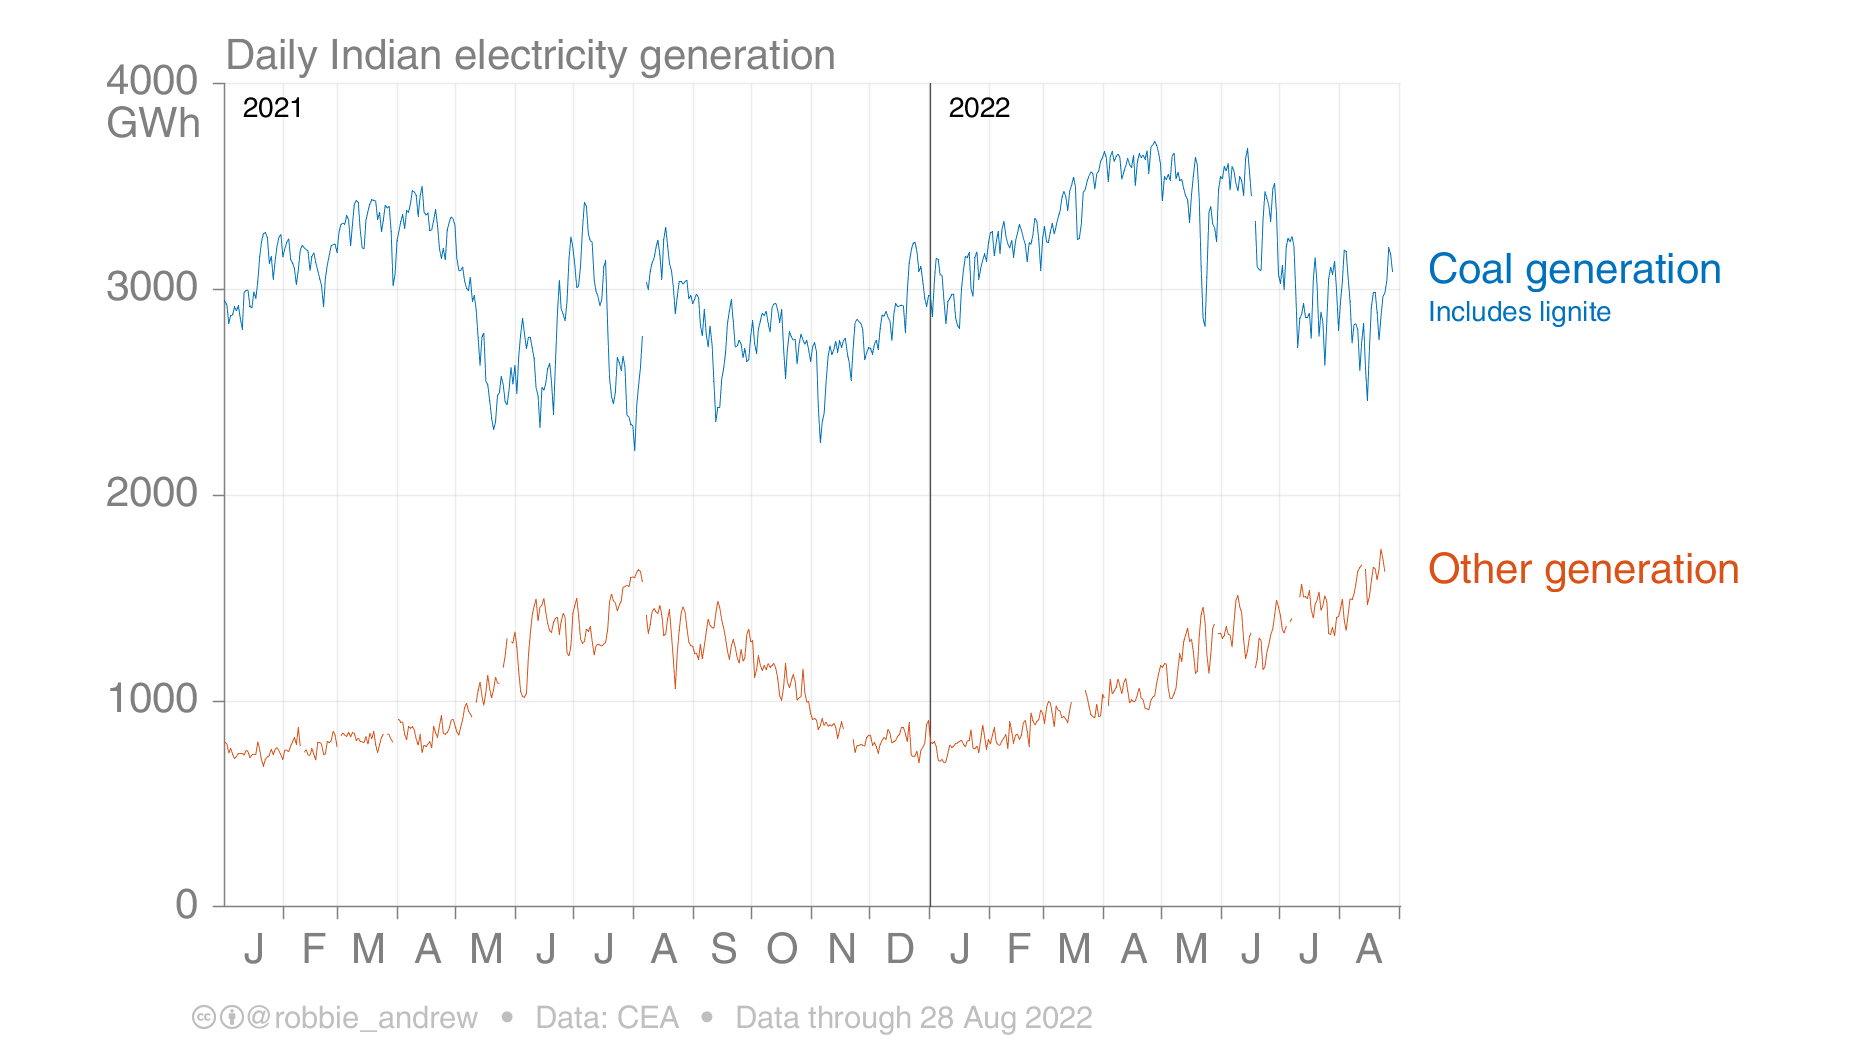 Daily Indian electricity generation
4000
GWh
2021
2022
3000
Coal generation
Includes lignite
2000
Other generation
1000
0
J F M A M J J A S O N D J F M A M J J A
cc @robbie_andrew • Data: CEA • Data through 28 Aug 2022